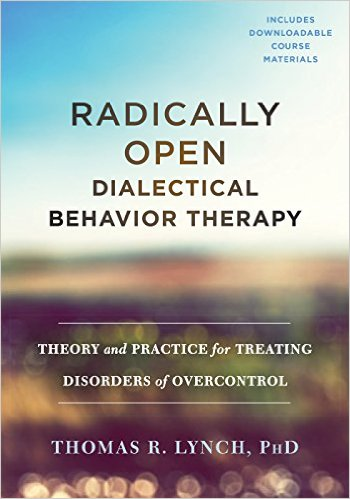 INCLUDES
DOWNLOADABLE
COURSE
MATERIALS
RADICALLY
OPEN
DIALECTICAL
BEHAVIOR THERAPY
THEORY and PRACTICE for TREATING
DISORDERS of OVERCONTROL
THOMAS R. LYNCH, PHD